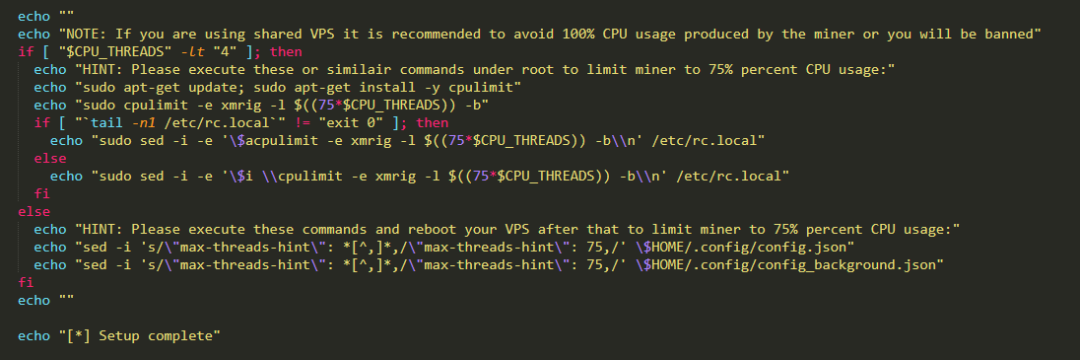 echo ""
echo "NOTE: If you are using shared VPS it is recommended to avoid 100% CPU usage produced by the miner or you will be banned"
if [ "$CPU_THREADS" -lt "4" ]; then
  echo "HINT: Please execute these or similair commands under root to limit miner to 75% percent CPU usage:"
  echo "sudo apt-get update; sudo apt-get install -y cpulimit"
  echo "sudo cpulimit -e xmrig -l $((75*$CPU_THREADS)) -b"
  if [ "`tail -n1 /etc/rc.local`" != "exit 0" ]; then
    echo "sudo sed -i -e '\$acpulimit -e xmrig -l $((75*$CPU_THREADS)) -b\\n' /etc/rc.local"
  else
    echo "sudo sed -i -e '\$i \\cpulimit -e xmrig -l $((75*$CPU_THREADS)) -b\\n' /etc/rc.local"
  fi
else
  echo "HINT: Please execute these commands and reboot your VPS after that to limit miner to 75% percent CPU usage:"
  echo "sed -i 's/\"max-threads-hint\": *[^,]*,/\"max-threads-hint\": 75,/' \$HOME/.config/config.json"
  echo "sed -i 's/\"max-threads-hint\": *[^,]*,/\"max-threads-hint\": 75,/' \$HOME/.config/config_background.json"
fi
echo ""
echo "[*] Setup complete"